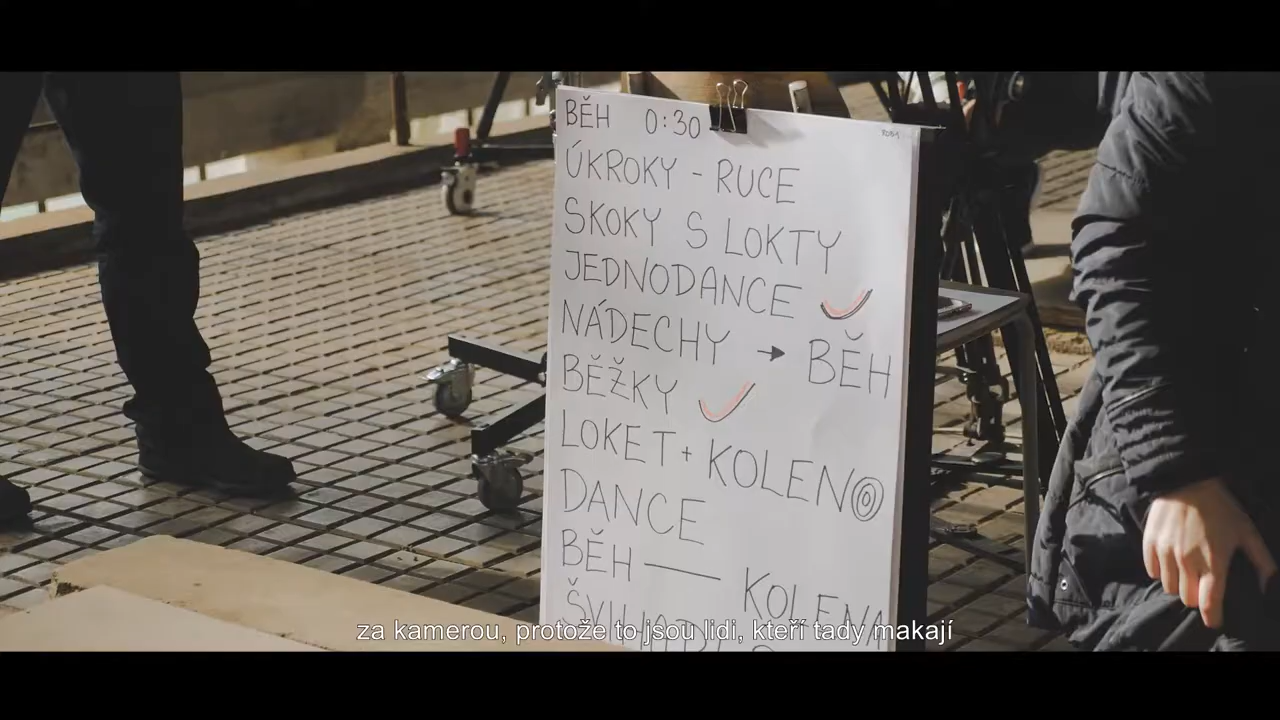 BĚH 0:30
ÚKROKY - RUCE
SKOKY S LOKTY
JEDNODANCE ✓
NÁDECHY → BĚH
BĚŽKY ✓
LOKET + KOLENO
DANCE
BĚH — KOLENA
za kamerou, protože to jsou lidi, kteří tady makají